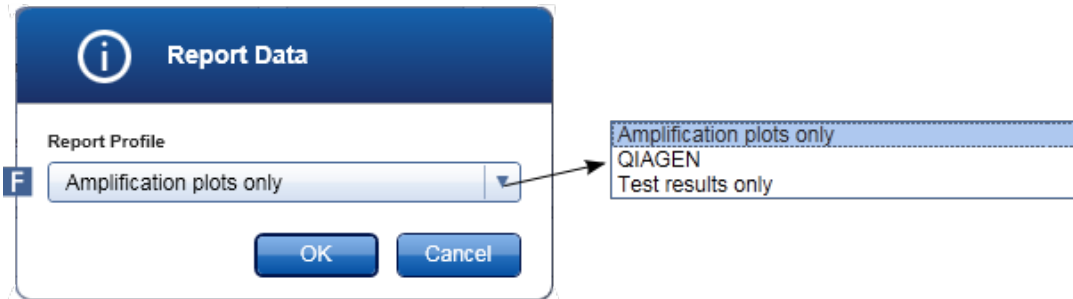 Report Data
Report Profile
F
Amplification plots only
OK
Cancel
Amplification plots only
QIAGEN
Test results only